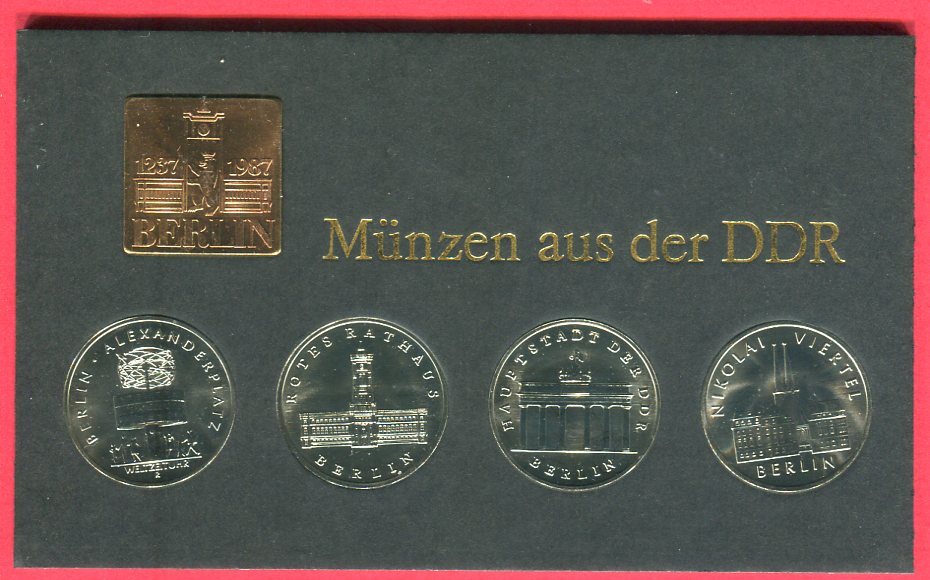 1237 1987
BERLIN
Münzen aus der DDR
BERLIN · ALEXANDERPLATZ
WELTZEITUHR
ROTES RATHAUS
BERLIN
HAUPTSTADT DER DDR
BERLIN
NIKOLAI VIERTEL
BERLIN